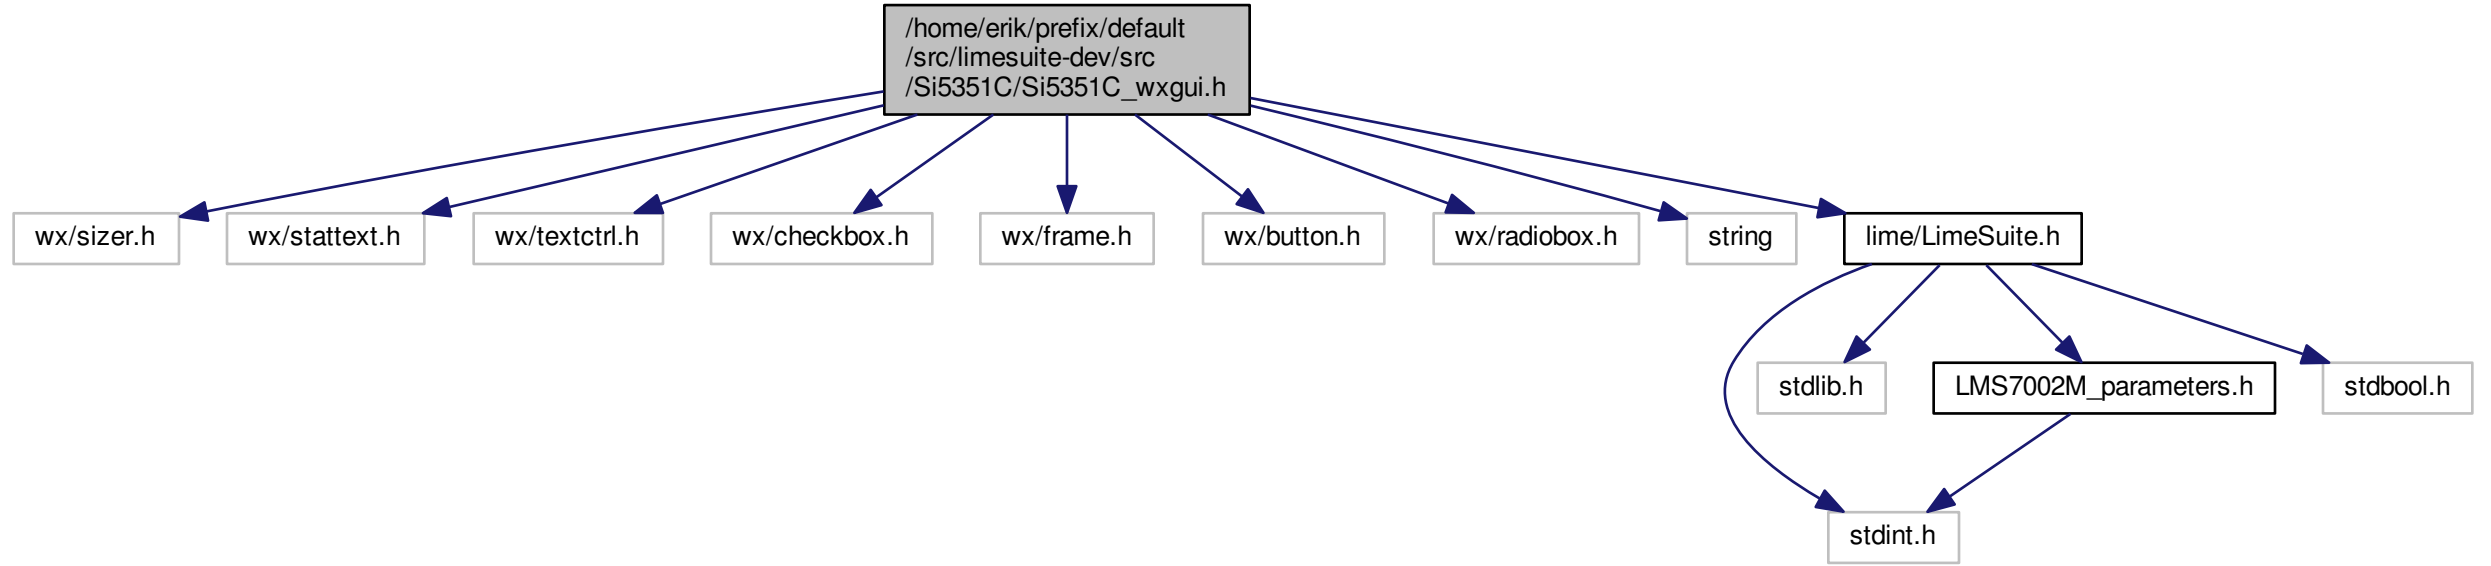 /home/erik/prefix/default
/src/limesuite-dev/src
/Si5351C/Si5351C_wxgui.h
wx/sizer.h
wx/stattext.h
wx/textctrl.h
wx/checkbox.h
wx/frame.h
wx/button.h
wx/radiobox.h
string
lime/LimeSuite.h
stdlib.h
LMS7002M_parameters.h
stdbool.h
stdint.h